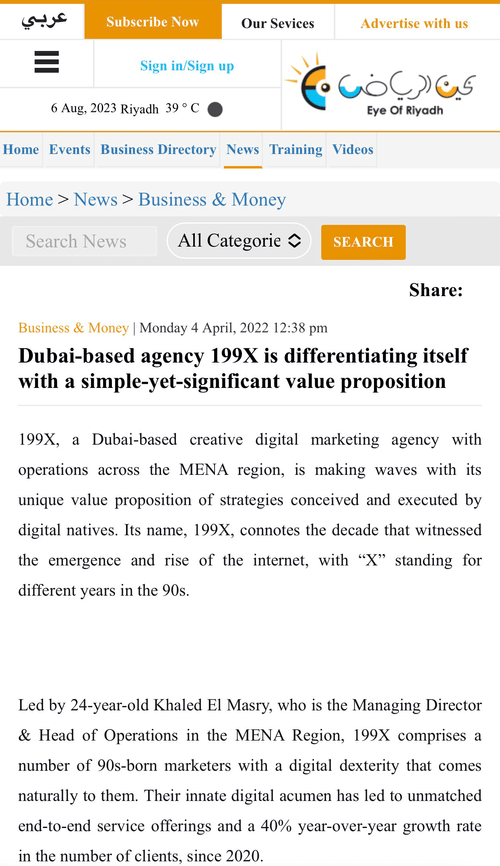 عربي
Subscribe Now
Our Sevices
Advertise with us
Sign in/Sign up
عين الرياض
Eye Of Riyadh
6 Aug, 2023 Riyadh 39 ° C
Home Events Business Directory News Training Videos
Home > News > Business & Money
Search News All Categorie SEARCH
Share:
Business & Money | Monday 4 April, 2022 12:38 pm
Dubai-based agency 199X is differentiating itself
with a simple-yet-significant value proposition
199X, a Dubai-based creative digital marketing agency with
operations across the MENA region, is making waves with its
unique value proposition of strategies conceived and executed by
digital natives. Its name, 199X, connotes the decade that witnessed
the emergence and rise of the internet, with “X” standing for
different years in the 90s.
Led by 24-year-old Khaled El Masry, who is the Managing Director
& Head of Operations in the MENA Region, 199X comprises a
number of 90s-born marketers with a digital dexterity that comes
naturally to them. Their innate digital acumen has led to unmatched
end-to-end service offerings and a 40% year-over-year growth rate
in the number of clients, since 2020.